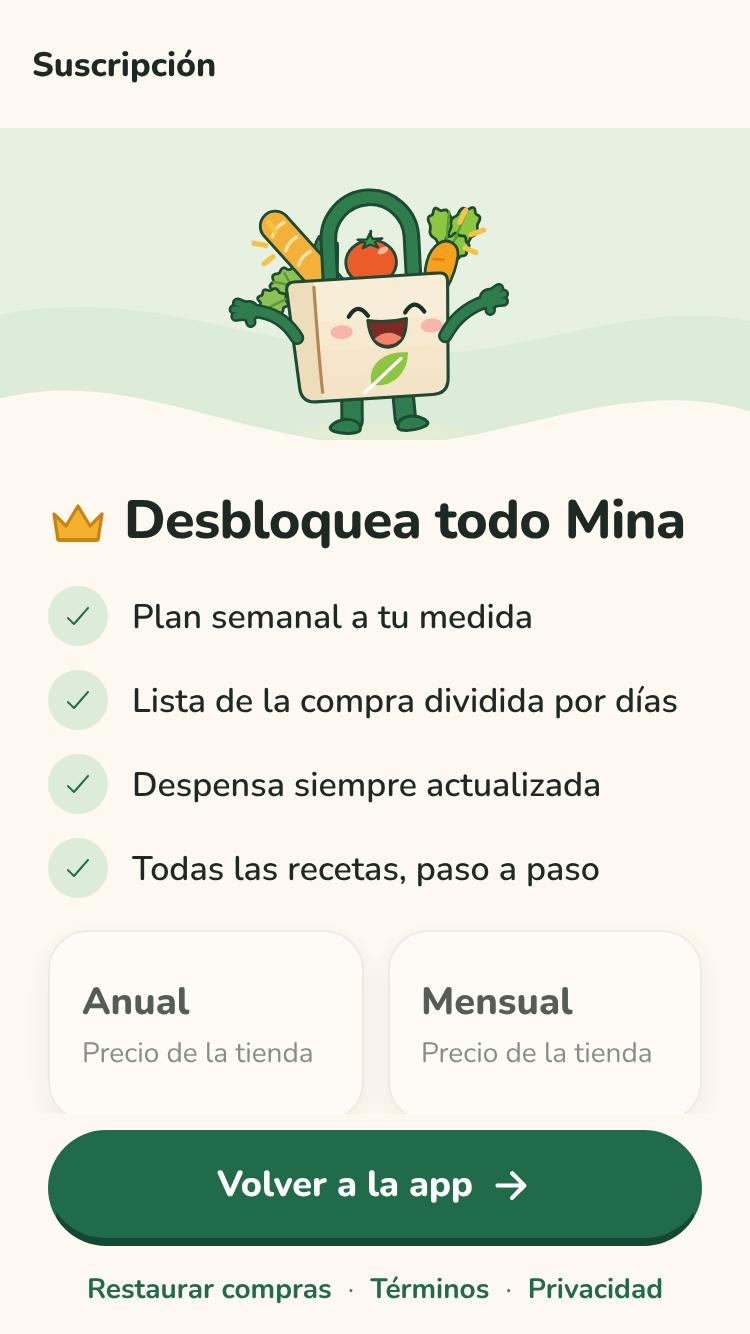 Suscripción
Desbloquea todo Mina
Plan semanal a tu medida
Lista de la compra dividida por días
Despensa siempre actualizada
Todas las recetas, paso a paso
Anual
Precio de la tienda
Mensual
Precio de la tienda
Volver a la app →
Restaurar compras · Términos · Privacidad